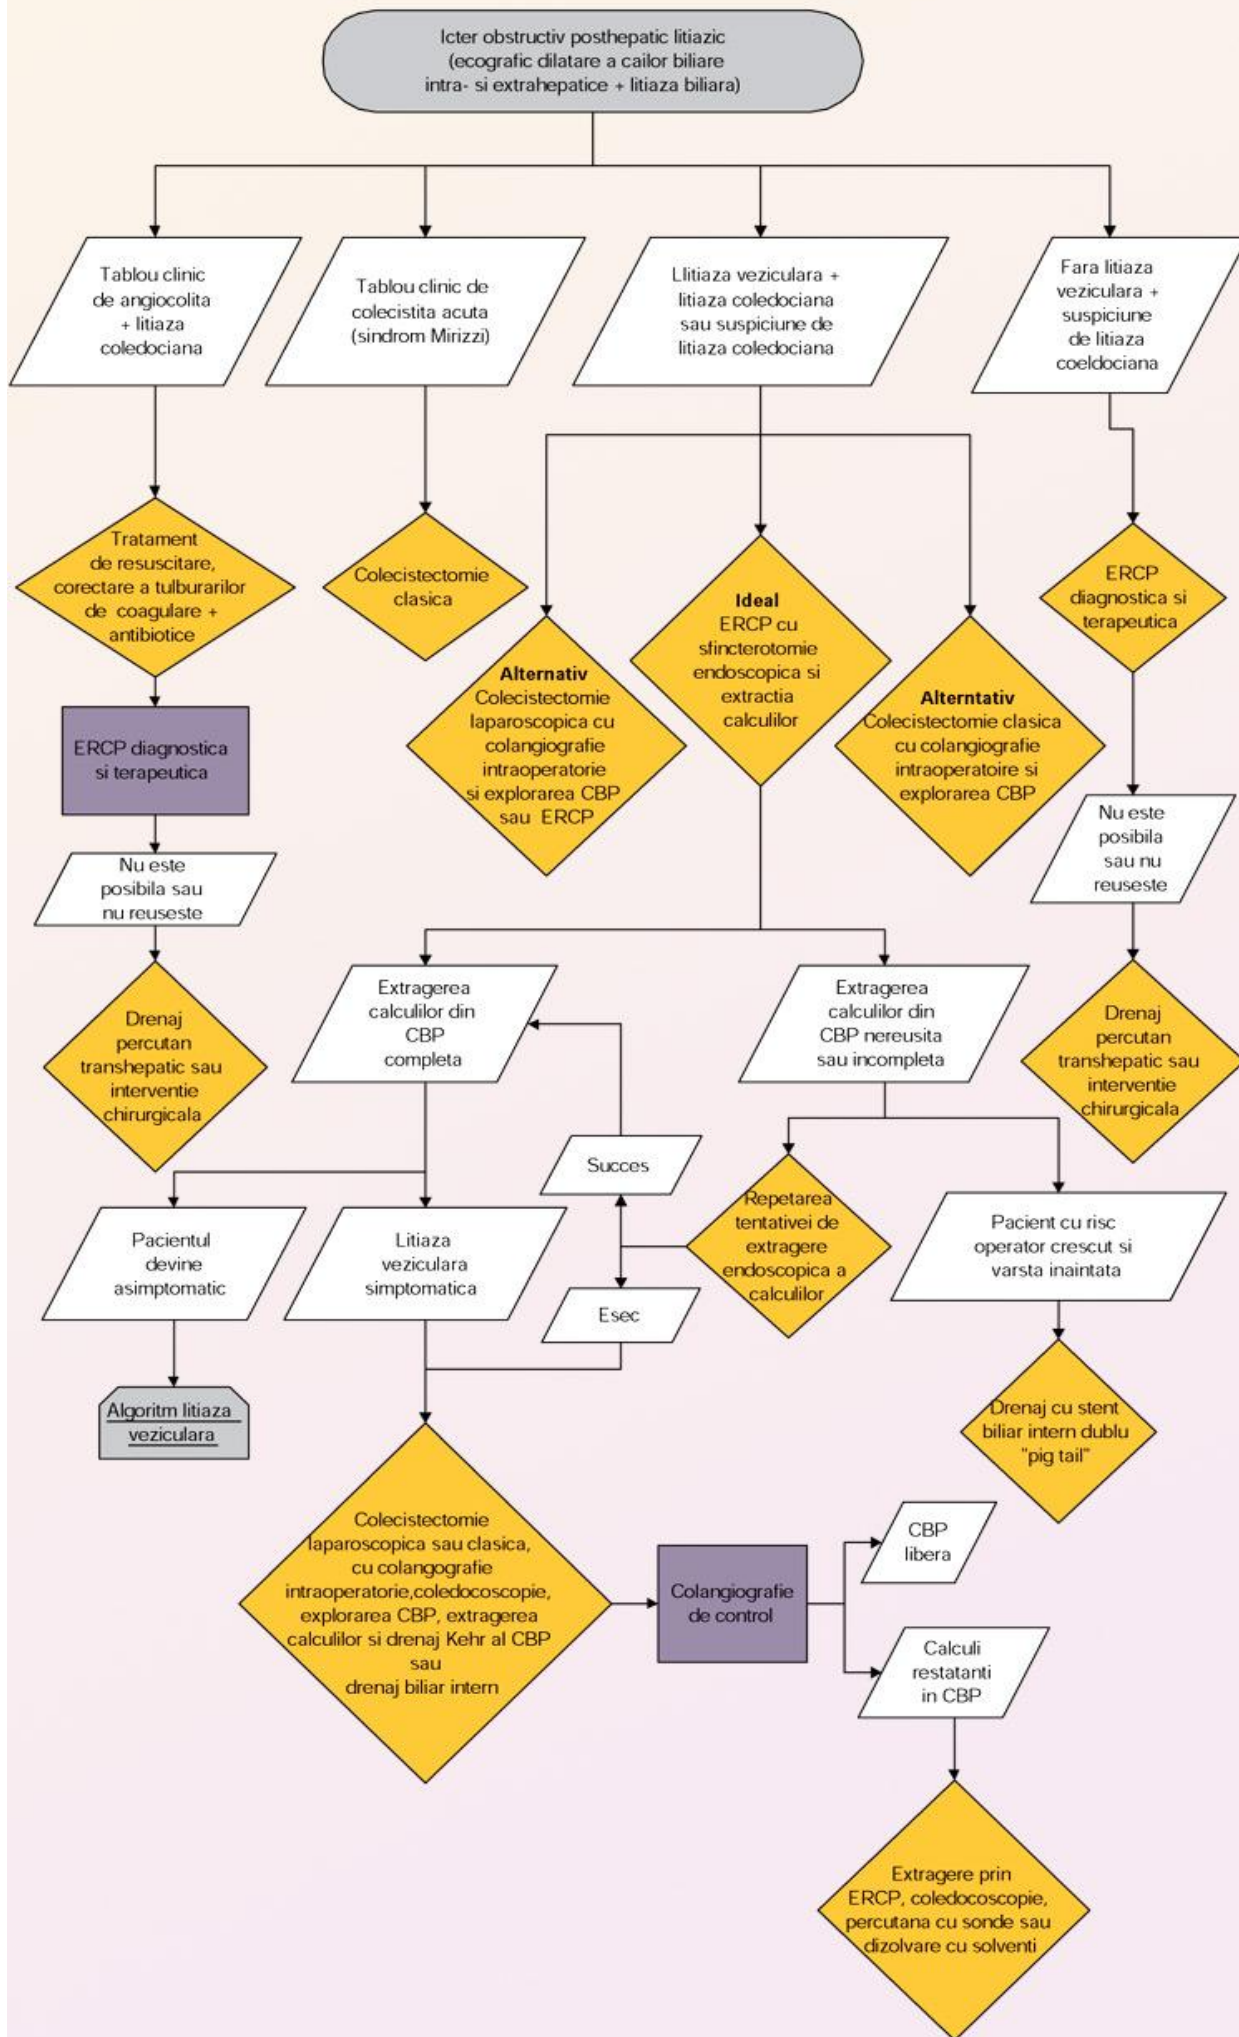 Icter obstructiv posthepatic litiazic
(ecografic dilatare a cailor biliare
intra- si extrahepatice + litiaza biliara)
Tablou clinic
de angiocolita
+ litiaza
coledociana
Tablou clinic de
colecistita acuta
(sindrom Mirizzi)
Llitiaza veziculara +
litiaza coledociana
sau suspiciune de
litiaza coledociana
Fara litiaza
veziculara +
suspiciune
de litiaza
coeldociana
Tratament
de resuscitare,
corectare a tulburarilor
de coagulare +
antibiotice
Colecistectomie
clasica
Alternativ
Colecistectomie
laparoscopica cu
colangiografie
intraoperatorie
si explorarea CBP
sau ERCP
Ideal
ERCP cu
sfincterotomie
endoscopica si
extractia
calculilor
Alterntativ
Colecistectomie clasica
cu colangiografie
intraoperatoire si
explorarea CBP
ERCP
diagnostica si
terapeutica
ERCP diagnostica
si terapeutica
Nu este
posibila sau
nu reuseste
Nu este
posibila
sau nu
reuseste
Drenaj
percutan
transhepatic sau
interventie
chirurgicala
Extragerea
calculilor din
CBP
completa
Extragerea
calculilor din
CBP nereusita
sau incompleta
Drenaj
percutan
transhepatic sau
interventie
chirurgicala
Succes
Repetarea
tentativei de
extragere
endoscopica a
calculilor
Esec
Pacientul
devine
asimptomatic
Litiaza
veziculara
simptomatica
Pacient cu risc
operator crescut si
varsta inaintata
Algoritm litiaza
veziculara
Drenaj cu stent
biliar intern dublu
"pig tail"
Colecistectomie
laparoscopica sau clasica,
cu colangografie
intraoperatorie,coledocoscopie,
explorarea CBP, extragerea
calculilor si drenaj Kehr al CBP
sau
drenaj biliar intern
Colangiografie
de control
CBP
libera
Calculi
restatanti
in CBP
Extragere prin
ERCP, coledocoscopie,
percutana cu sonde sau
dizolvare cu solventi